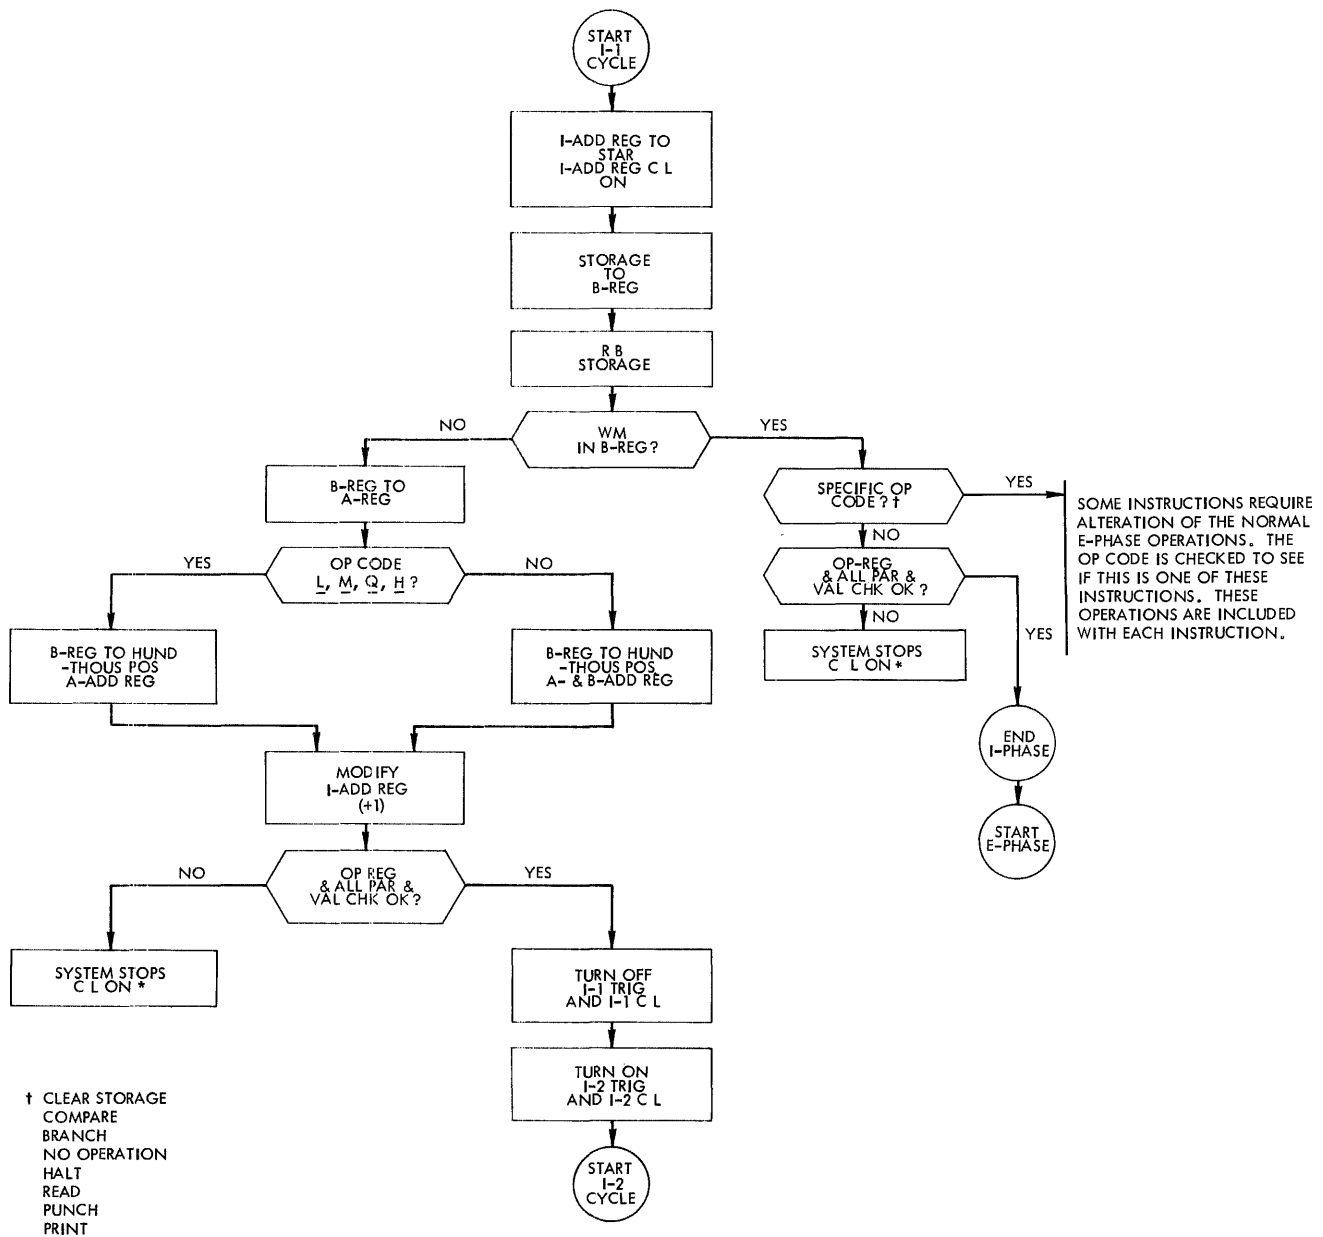 START
I-1
CYCLE
I-ADD REG TO
STAR
I-ADD REG C L
ON
STORAGE
TO
B-REG
R B
STORAGE
WM
IN B-REG?
NO
YES
B-REG TO
A-REG
SPECIFIC OP
CODE?†
YES
SOME INSTRUCTIONS REQUIRE
ALTERATION OF THE NORMAL
E-PHASE OPERATIONS. THE
OP CODE IS CHECKED TO SEE
IF THIS IS ONE OF THESE
INSTRUCTIONS. THESE
OPERATIONS ARE INCLUDED
WITH EACH INSTRUCTION.
NO
OP CODE
L, M, Q, H?
YES
NO
OP-REG
& ALL PAR &
VAL CHK OK?
NO
YES
B-REG TO HUND
-THOUS POS
A-ADD REG
B-REG TO HUND
-THOUS POS
A- & B-ADD REG
SYSTEM STOPS
C L ON *
END
I-PHASE
MODIFY
I-ADD REG
(+1)
START
E-PHASE
OP REG
& ALL PAR &
VAL CHK OK?
NO
YES
SYSTEM STOPS
C L ON *
TURN OFF
I-1 TRIG
AND I-1 C L
TURN ON
I-2 TRIG
AND I-2 C L
START
I-2
CYCLE
† CLEAR STORAGE
COMPARE
BRANCH
NO OPERATION
HALT
READ
PUNCH
PRINT